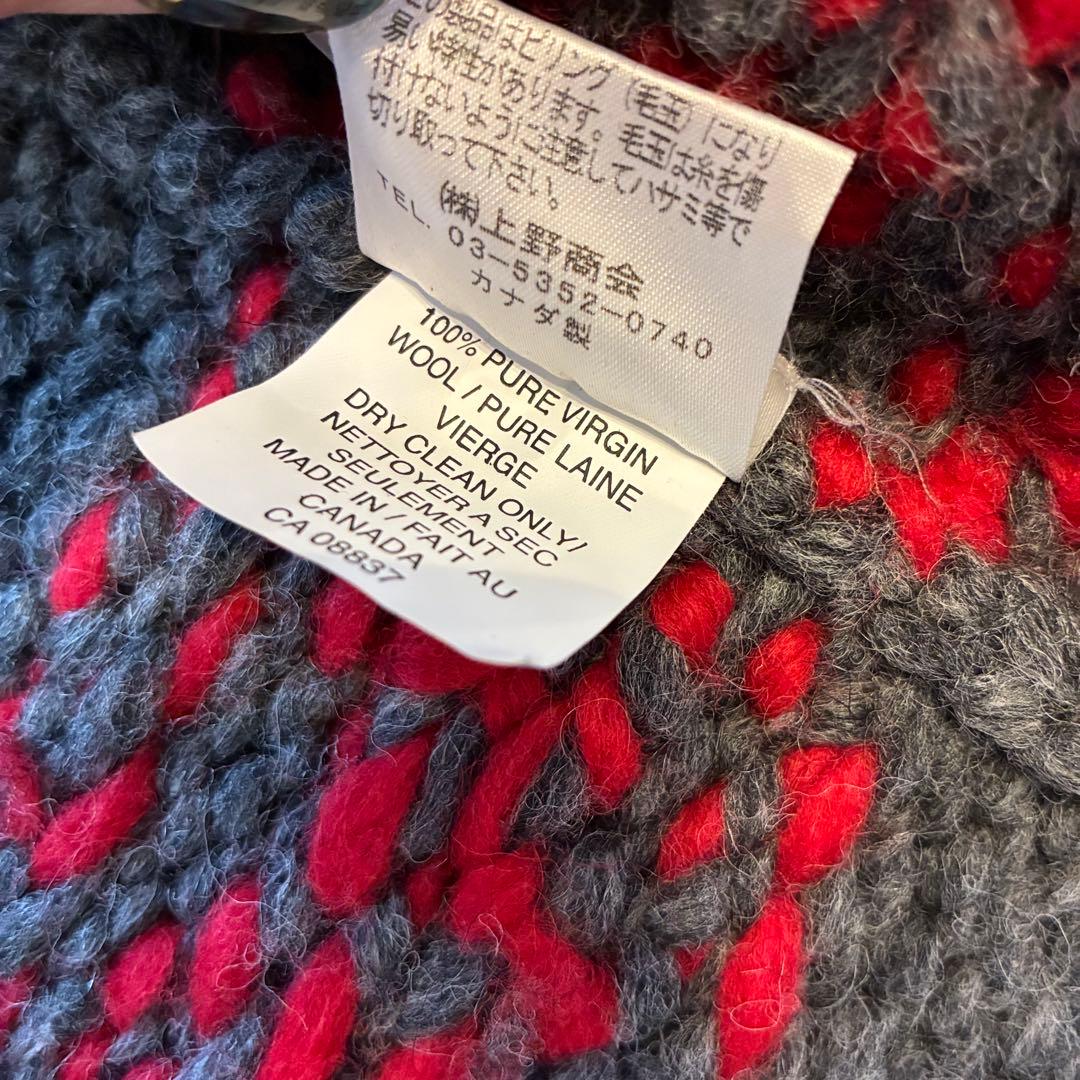 の製品はピリング(毛玉)になり
易い特性があります。毛玉は糸を傷
付けないようにご注意してハサミ等で
切り取って下さい。
(株)上野商会
TEL. 03-5352-0740
カナダ製
100% PURE VIRGIN
WOOL / PURE LAINE
VIERGE
DRY CLEAN ONLY/
NETTOYER A SEC
SEULEMENT
MADE IN / FAIT AU
CANADA
CA 08837